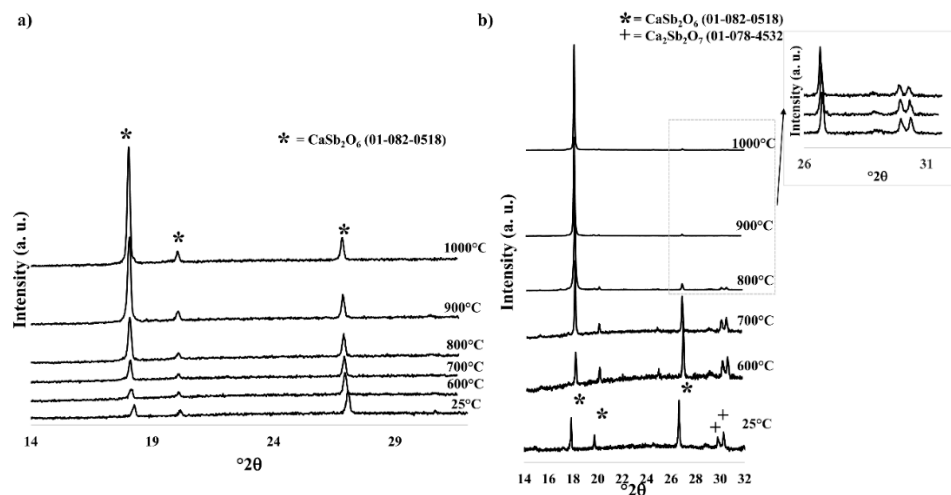 a)
* = CaSb₂O₆ (01-082-0518)
*
*
*
1000°C
900°C
800°C
700°C
600°C
25°C
Intensity (a. u.)
14 19 24 29
°2θ
b)
* = CaSb₂O₆ (01-082-0518)
+ = Ca₂Sb₂O₇ (01-078-4532)
Intensity (a. u.)
26 31
°2θ
1000°C
900°C
800°C
700°C
600°C
*
*
*
+
+
25°C
Intensity (a. u.)
14 16 18 20 22 24 26 28 30 32
°2θ